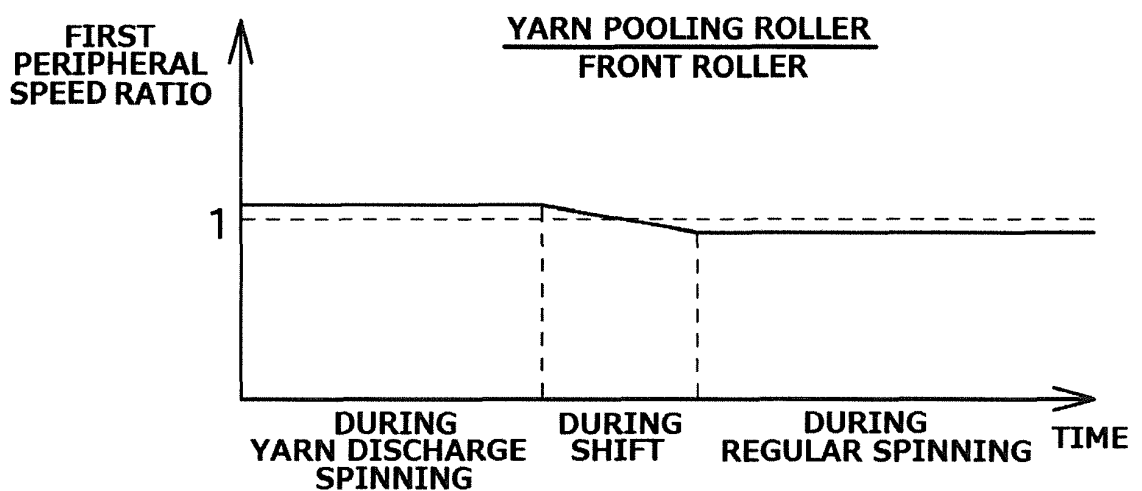 FIRST
PERIPHERAL
SPEED RATIO
YARN POOLING ROLLER
FRONT ROLLER
1
DURING
YARN DISCHARGE
SPINNING
DURING
SHIFT
DURING
REGULAR SPINNING
TIME